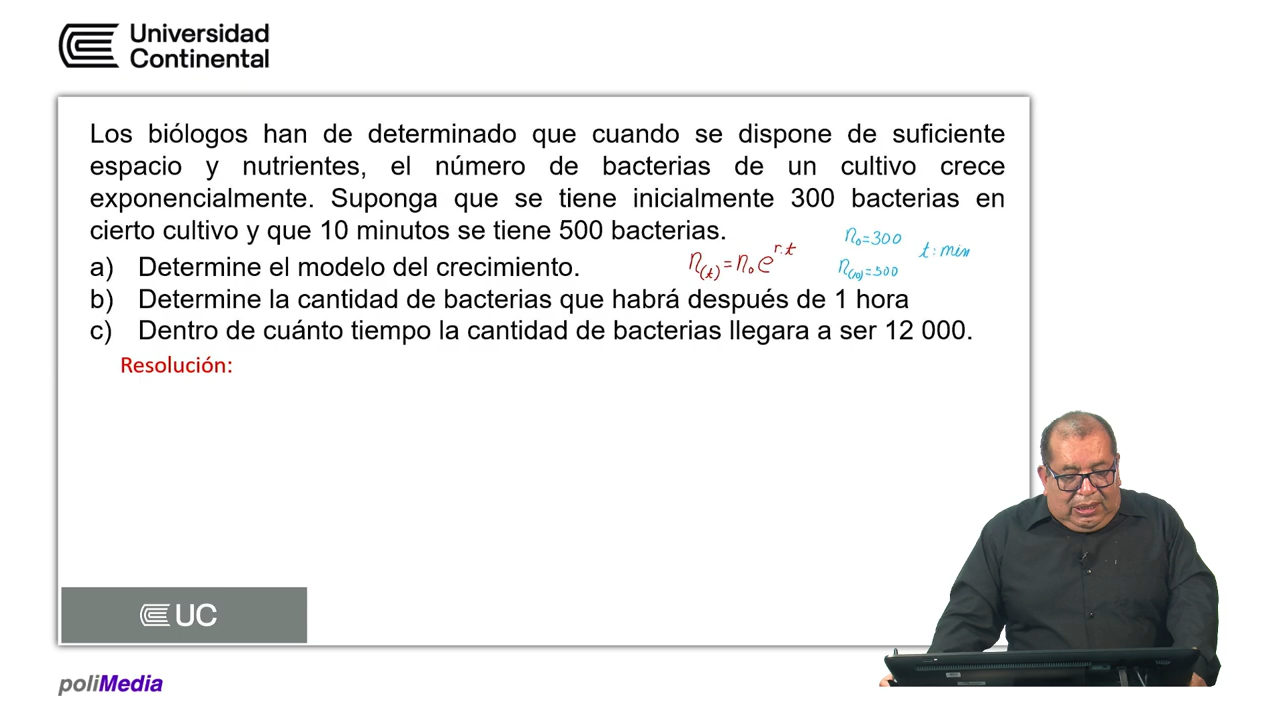 Universidad
Continental
Los biólogos han de determinado que cuando se dispone de suficiente
espacio y nutrientes, el número de bacterias de un cultivo crece
exponencialmente. Suponga que se tiene inicialmente 300 bacterias en
cierto cultivo y que 10 minutos se tiene 500 bacterias.
n₀=300
t: min
a) Determine el modelo del crecimiento.
n(t) = n₀ e^r.t
n(10)=500
b) Determine la cantidad de bacterias que habrá después de 1 hora
c) Dentro de cuánto tiempo la cantidad de bacterias llegara a ser 12 000.
Resolución:
UC
poliMedia